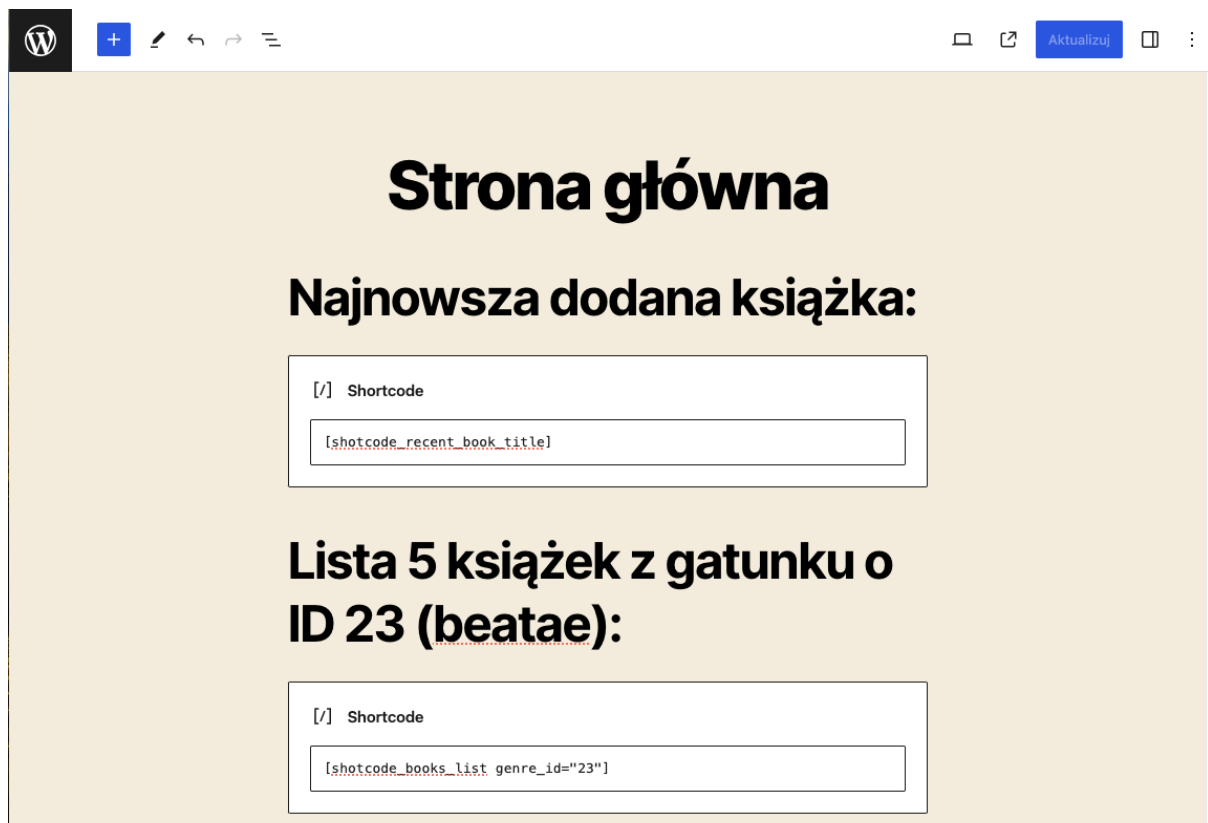 Aktualizuj
Strona główna
Najnowsza dodana książka:
[/] Shortcode
[shotcode_recent_book_title]
Lista 5 książek z gatunku o
ID 23 (beatae):
[/] Shortcode
[shotcode_books_list genre_id="23"]